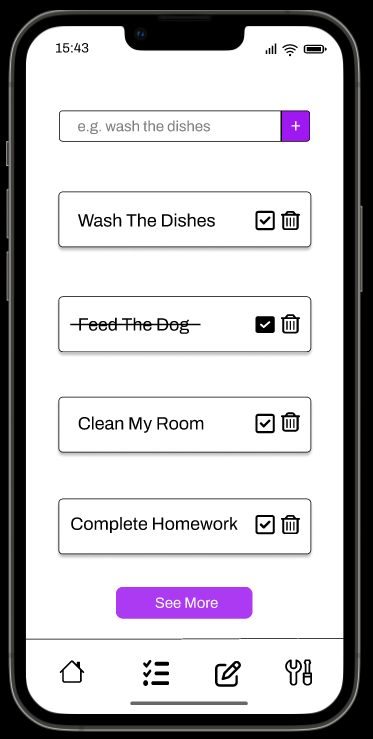 15:43
e.g. wash the dishes
+
Wash The Dishes
Feed The Dog
Clean My Room
Complete Homework
See More